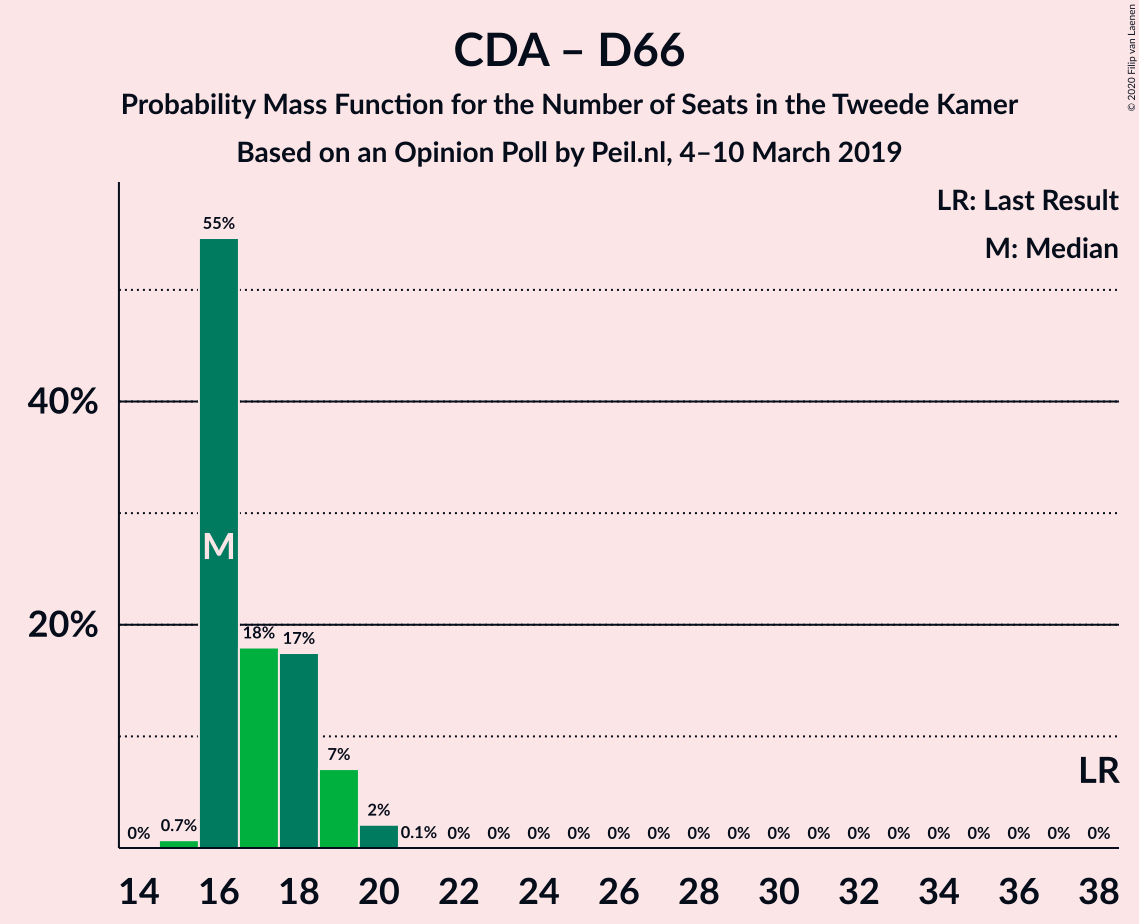 CDA – D66
Probability Mass Function for the Number of Seats in the Tweede Kamer
Based on an Opinion Poll by Peil.nl, 4–10 March 2019
© 2020 Filip van Laenen
LR: Last Result
M: Median
55%
40%
M
20%
18% 17%
7%
LR
0% 0.7% 2% 0.1% 0% 0% 0% 0% 0% 0% 0% 0% 0% 0% 0% 0% 0% 0% 0% 0% 0%
14 16 18 20 22 24 26 28 30 32 34 36 38